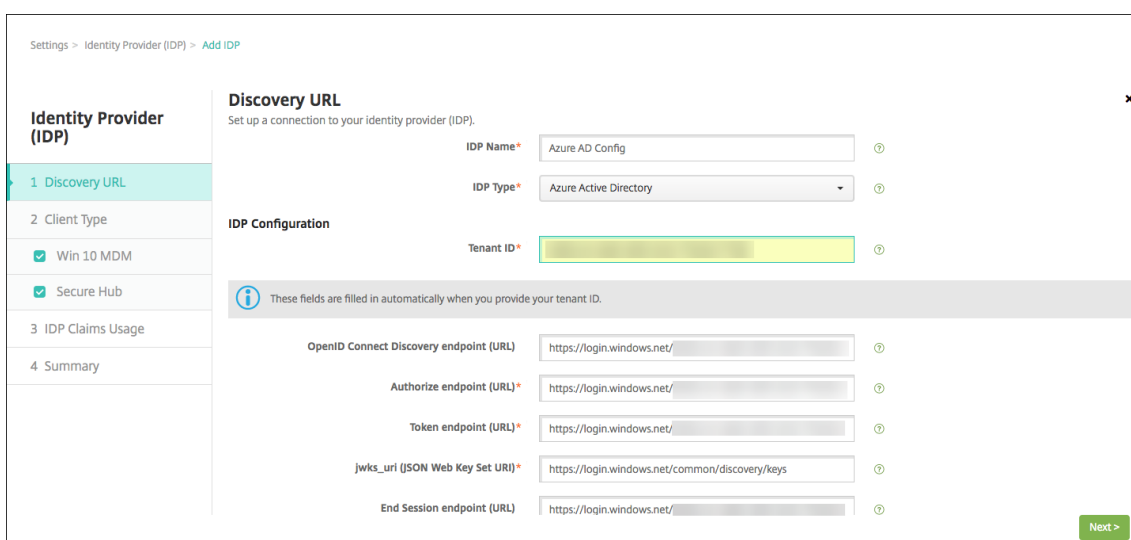 Settings > Identity Provider (IDP) > Add IDP
Identity Provider
(IDP)
1 Discovery URL
2 Client Type
Win 10 MDM
Secure Hub
3 IDP Claims Usage
4 Summary
Discovery URL
Set up a connection to your identity provider (IDP).
IDP Name* Azure AD Config
IDP Type* Azure Active Directory
IDP Configuration
Tenant ID*
These fields are filled in automatically when you provide your tenant ID.
OpenID Connect Discovery endpoint (URL) https://login.windows.net/
Authorize endpoint (URL)* https://login.windows.net/
Token endpoint (URL)* https://login.windows.net/
jwks_uri (JSON Web Key Set URI)* https://login.windows.net/common/discovery/keys
End Session endpoint (URL) https://login.windows.net/
Next >